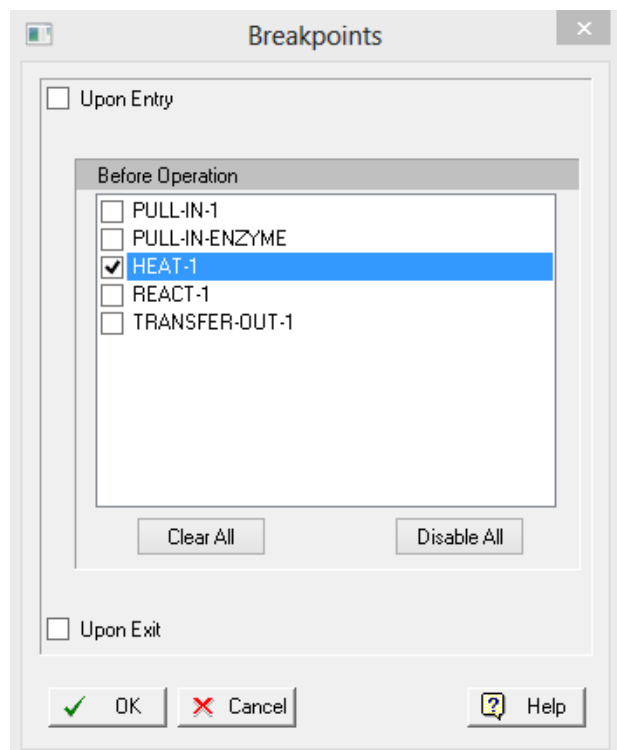 Breakpoints
Upon Entry
Before Operation
PULL-IN-1
PULL-IN-ENZYME
HEAT-1
REACT-1
TRANSFER-OUT-1
Clear All Disable All
Upon Exit
OK Cancel Help